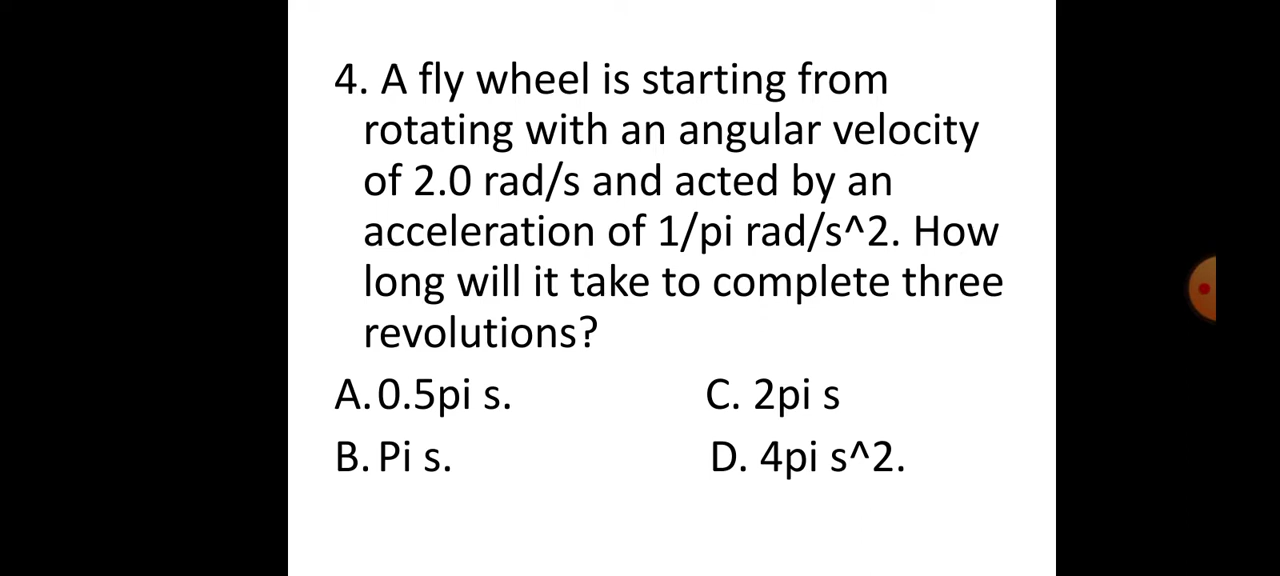 4. A fly wheel is starting from
rotating with an angular velocity
of 2.0 rad/s and acted by an
acceleration of 1/pi rad/s^2. How
long will it take to complete three
revolutions?
A. 0.5pi s. C. 2pi s
B. Pi s. D. 4pi s^2.